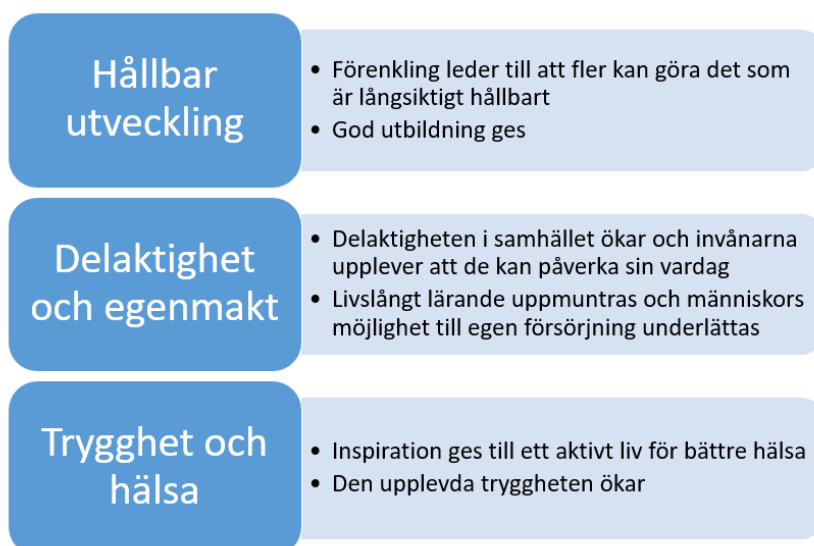 Hållbar
utveckling
• Förenkling leder till att fler kan göra det som
är långsiktigt hållbart
• God utbildning ges
Delaktighet
och egenmakt
• Delaktigheten i samhället ökar och invånarna
upplever att de kan påverka sin vardag
• Livslångt lärande uppmuntras och människors
möjlighet till egen försörjning underlättas
Trygghet och
hälsa
• Inspiration ges till ett aktivt liv för bättre hälsa
• Den upplevda tryggheten ökar